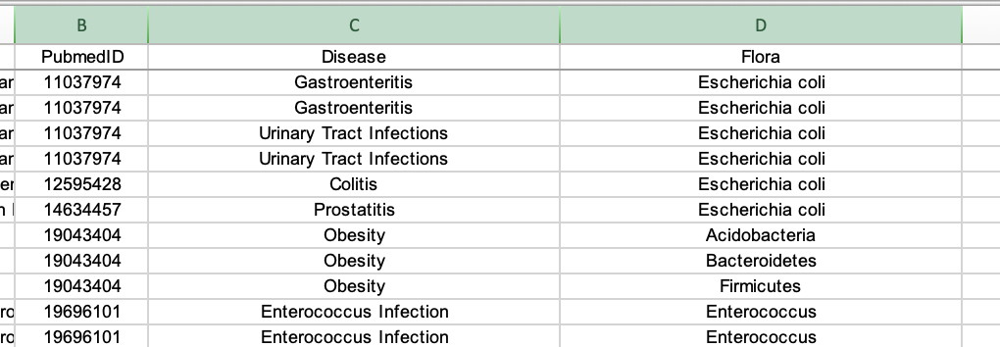 B C D
PubmedID Disease Flora
ar 11037974 Gastroenteritis Escherichia coli
ar 11037974 Gastroenteritis Escherichia coli
ar 11037974 Urinary Tract Infections Escherichia coli
ar 11037974 Urinary Tract Infections Escherichia coli
er 12595428 Colitis Escherichia coli
n 14634457 Prostatitis Escherichia coli
19043404 Obesity Acidobacteria
19043404 Obesity Bacteroidetes
19043404 Obesity Firmicutes
ro 19696101 Enterococcus Infection Enterococcus
ro 19696101 Enterococcus Infection Enterococcus